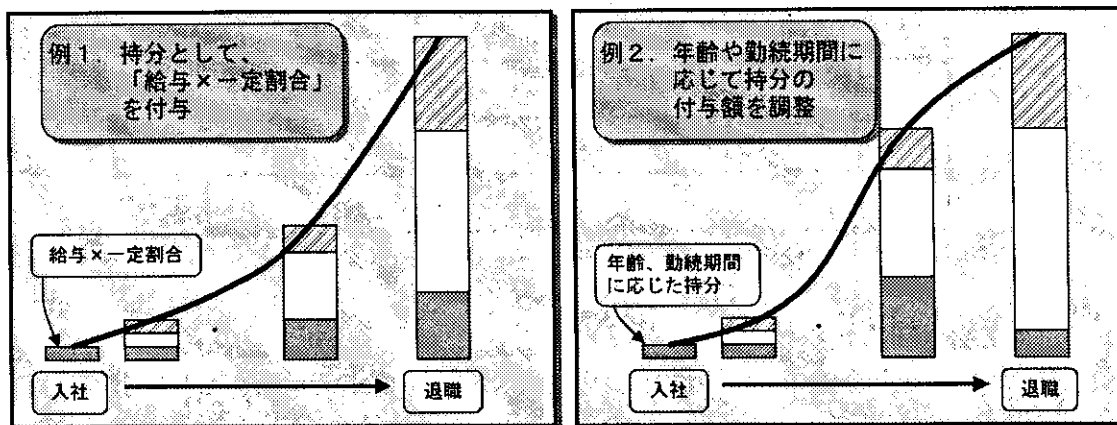 例1．持分として、
「給与×一定割合」
を付与
給与×一定割合
入社
退職
例2．年齢や勤続期間に
応じて持分の
付与額を調整
年齢、勤続期間
に応じた持分
入社
退職